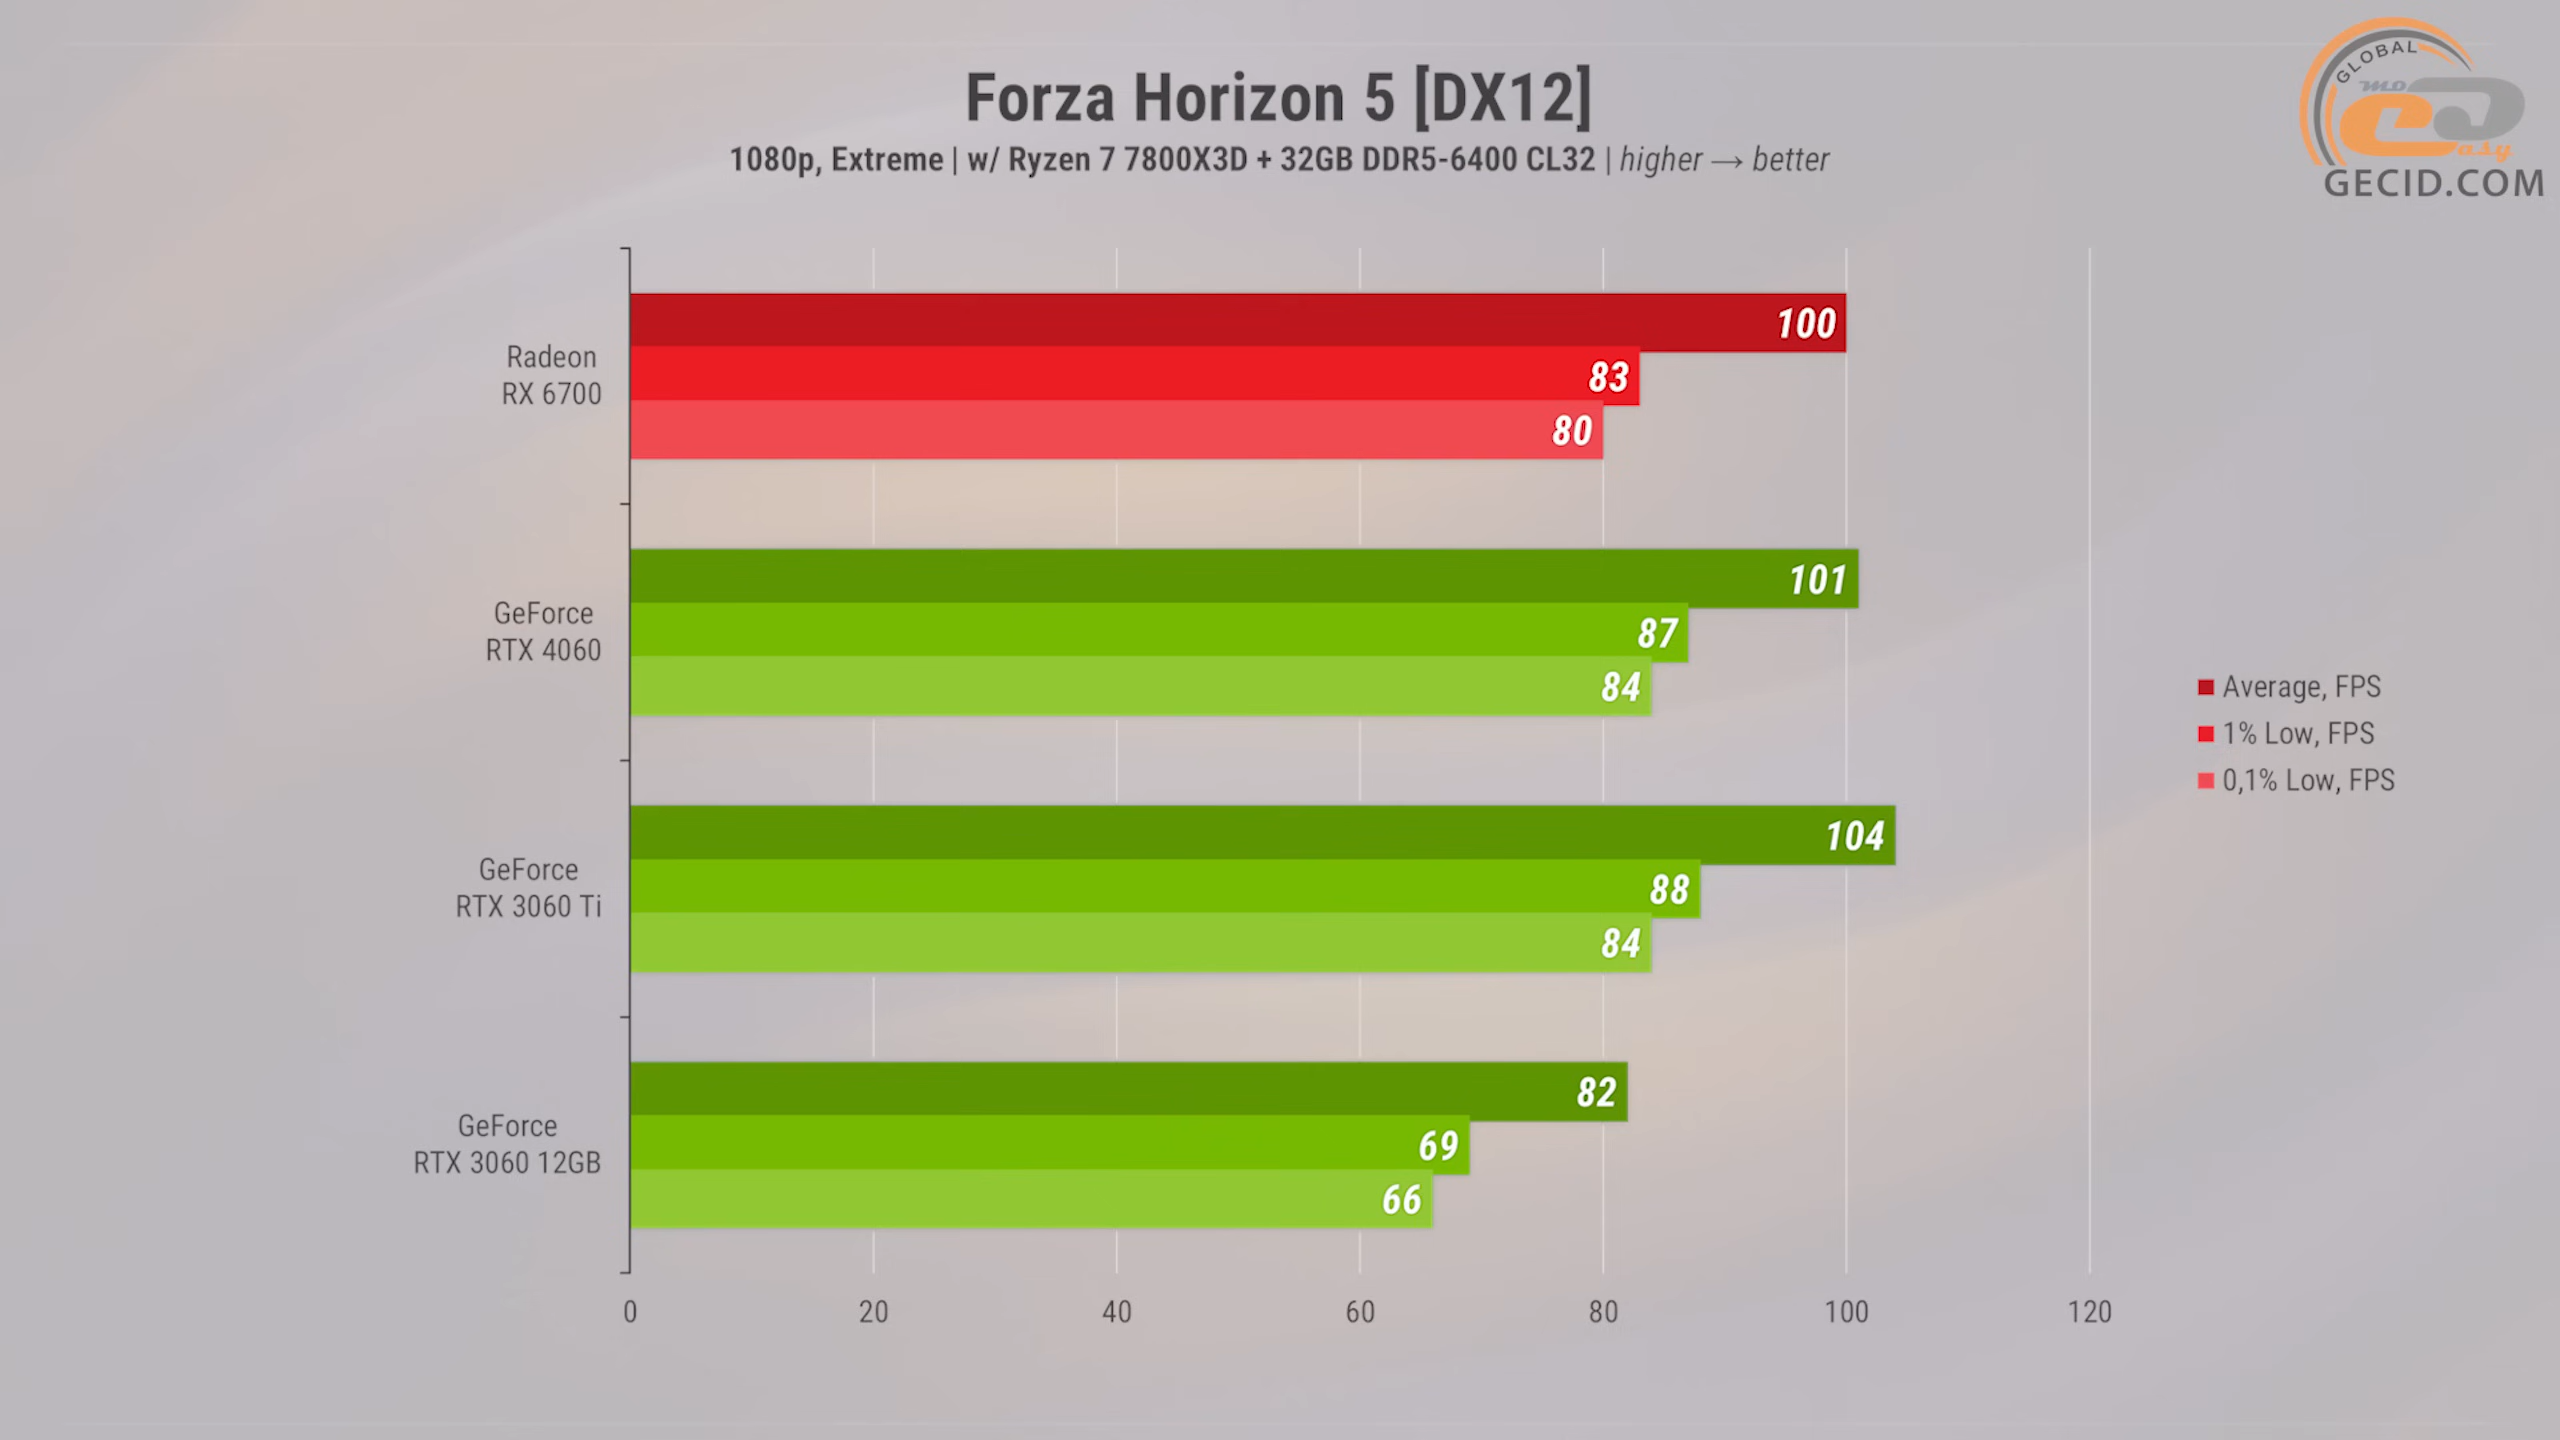 GLOBAL
MO
easy
GECID.COM
Forza Horizon 5 [DX12]
1080p, Extreme | w/ Ryzen 7 7800X3D + 32GB DDR5-6400 CL32 | higher → better
Radeon
RX 6700
100
83
80
GeForce
RTX 4060
101
87
84
GeForce
RTX 3060 Ti
104
88
84
GeForce
RTX 3060 12GB
82
69
66
Average, FPS
1% Low, FPS
0,1% Low, FPS
0 20 40 60 80 100 120